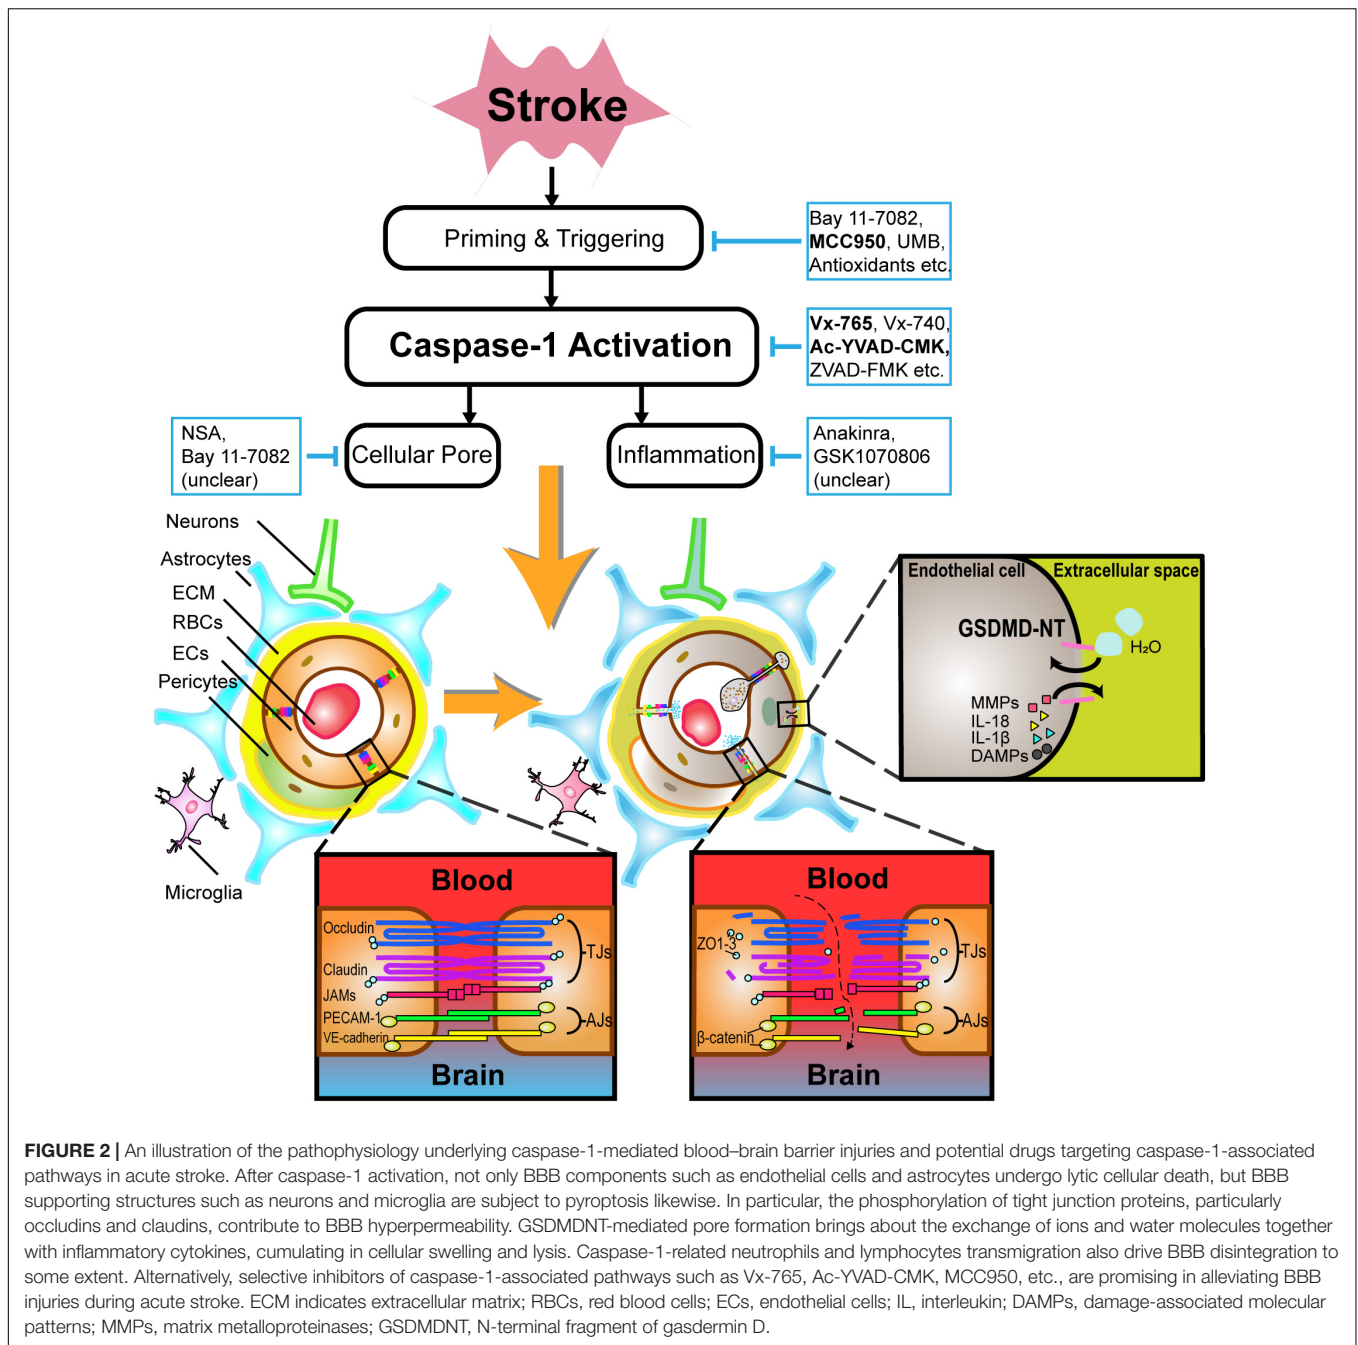 Stroke
Priming & Triggering
Bay 11-7082,
MCC950, UMB,
Antioxidants etc.
Caspase-1 Activation
Vx-765, Vx-740,
Ac-YVAD-CMK,
ZVAD-FMK etc.
NSA,
Bay 11-7082
(unclear)
Cellular Pore
Inflammation
Anakinra,
GSK1070806
(unclear)
Neurons
Astrocytes
ECM
RBCs
ECs
Pericytes
Microglia
Endothelial cell
Extracellular space
GSDMD-NT
H₂O
MMPs
IL-18
IL-1β
DAMPs
Blood
Occludin
Claudin
JAMs
PECAM-1
VE-cadherin
TJs
AJs
Brain
Blood
ZO1-3
β-catenin
TJs
AJs
Brain
FIGURE 2 | An illustration of the pathophysiology underlying caspase-1-mediated blood–brain barrier injuries and potential drugs targeting caspase-1-associated
pathways in acute stroke. After caspase-1 activation, not only BBB components such as endothelial cells and astrocytes undergo lytic cellular death, but BBB
supporting structures such as neurons and microglia are subject to pyroptosis likewise. In particular, the phosphorylation of tight junction proteins, particularly
occludins and claudins, contribute to BBB hyperpermeability. GSDMDNT-mediated pore formation brings about the exchange of ions and water molecules together
with inflammatory cytokines, cumulating in cellular swelling and lysis. Caspase-1-related neutrophils and lymphocytes transmigration also drive BBB disintegration to
some extent. Alternatively, selective inhibitors of caspase-1-associated pathways such as Vx-765, Ac-YVAD-CMK, MCC950, etc., are promising in alleviating BBB
injuries during acute stroke. ECM indicates extracellular matrix; RBCs, red blood cells; ECs, endothelial cells; IL, interleukin; DAMPs, damage-associated molecular
patterns; MMPs, matrix metalloproteinases; GSDMDNT, N-terminal fragment of gasdermin D.